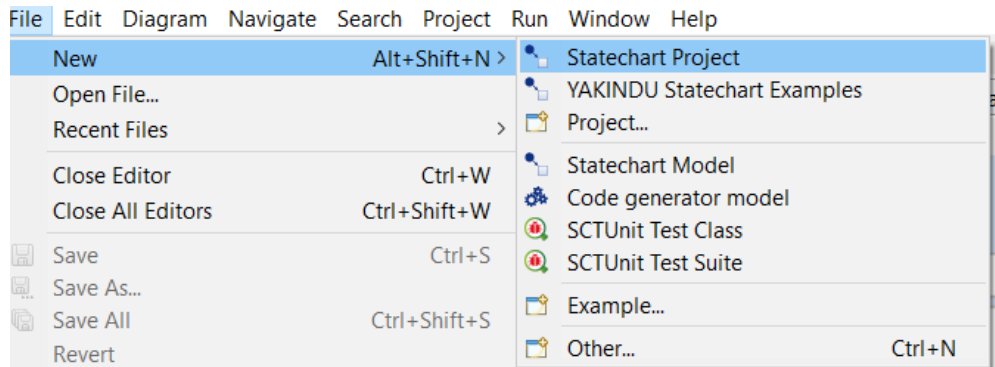 File Edit Diagram Navigate Search Project Run Window Help
New Alt+Shift+N >
Open File...
Recent Files >
Close Editor Ctrl+W
Close All Editors Ctrl+Shift+W
Save Ctrl+S
Save As...
Save All Ctrl+Shift+S
Revert
Statechart Project
YAKINDU Statechart Examples
Project...
Statechart Model
Code generator model
SCTUnit Test Class
SCTUnit Test Suite
Example...
Other... Ctrl+N